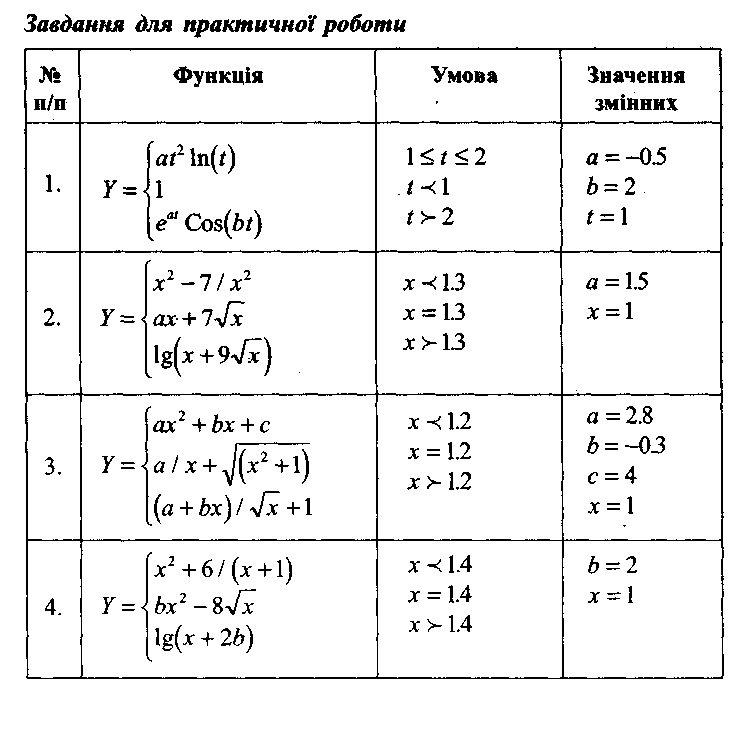 Завдання для практичної роботи
№ п/п Функція Умова Значення змінних
1. Y = { at² ln(t) 1 ≤ t ≤ 2 a = −0.5
1 t ≺ 1 b = 2
e^{at} Cos(bt) t ≻ 2 t = 1
2. Y = { x² − 7 / x² x ≺ 1.3 a = 1.5
ax + 7√x x = 1.3 x = 1
lg(x + 9√x) x ≻ 1.3
3. Y = { ax² + bx + c x ≺ 1.2 a = 2.8
a / x + √(x² + 1) x = 1.2 b = −0.3
(a + bx) / √x + 1 x ≻ 1.2 c = 4
x = 1
4. Y = { x² + 6 / (x + 1) x ≺ 1.4 b = 2
bx² − 8√x x = 1.4 x = 1
lg(x + 2b) x ≻ 1.4